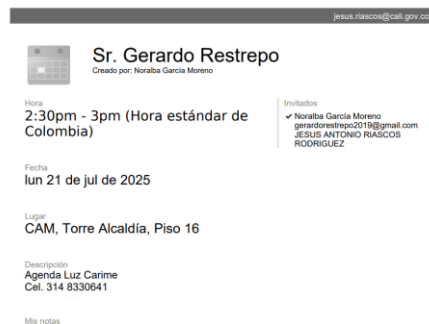 jesus.riascos@cali.gov.co
Sr. Gerardo Restrepo
Creado por: Noralba García Moreno
Hora
2:30pm - 3pm (Hora estándar de
Colombia)
Fecha
lun 21 de jul de 2025
Lugar
CAM, Torre Alcaldía, Piso 16
Descripción
Agenda Luz Carime
Cel. 314 8330641
Mis notas
Invitados
✓ Noralba García Moreno
gerardorestrepo2019@gmail.com
JESUS ANTONIO RIASCOS
RODRIGUEZ